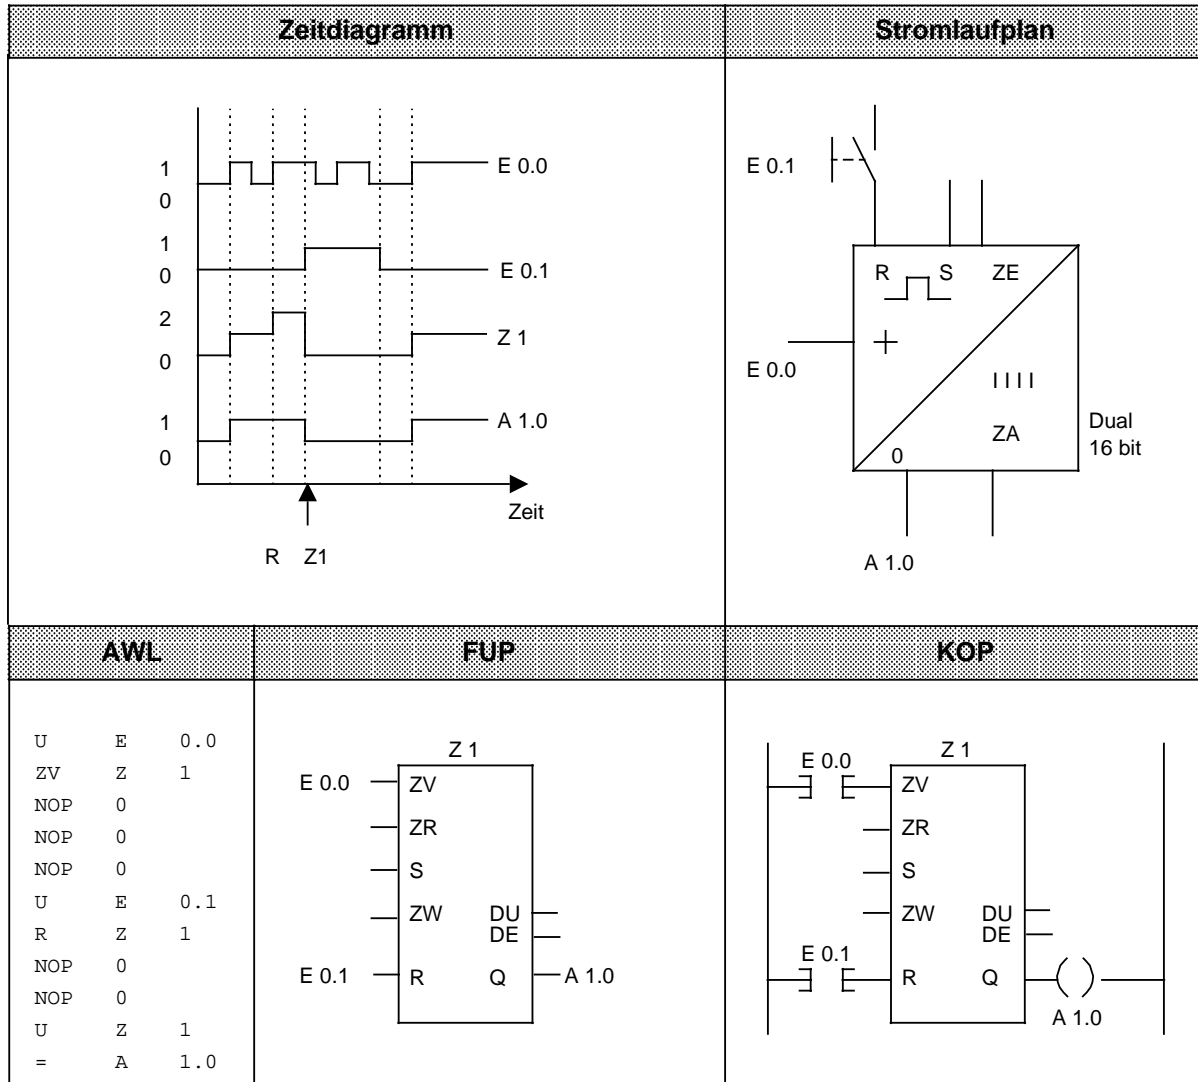 Zeitdiagramm
Stromlaufplan
1
0
E 0.0
1
0
E 0.1
2
0
Z 1
1
0
A 1.0
Zeit
R Z1
E 0.1
R S ZE
E 0.0
+
ZA
0
Dual
16 bit
A 1.0
AWL
FUP
KOP
U E 0.0
ZV Z 1
NOP 0
NOP 0
NOP 0
U E 0.1
R Z 1
NOP 0
NOP 0
U Z 1
= A 1.0
Z 1
E 0.0
ZV
ZR
S
ZW DU
DE
E 0.1
R Q
A 1.0
Z 1
E 0.0
ZV
ZR
S
ZW DU
DE
E 0.1
R Q
A 1.0